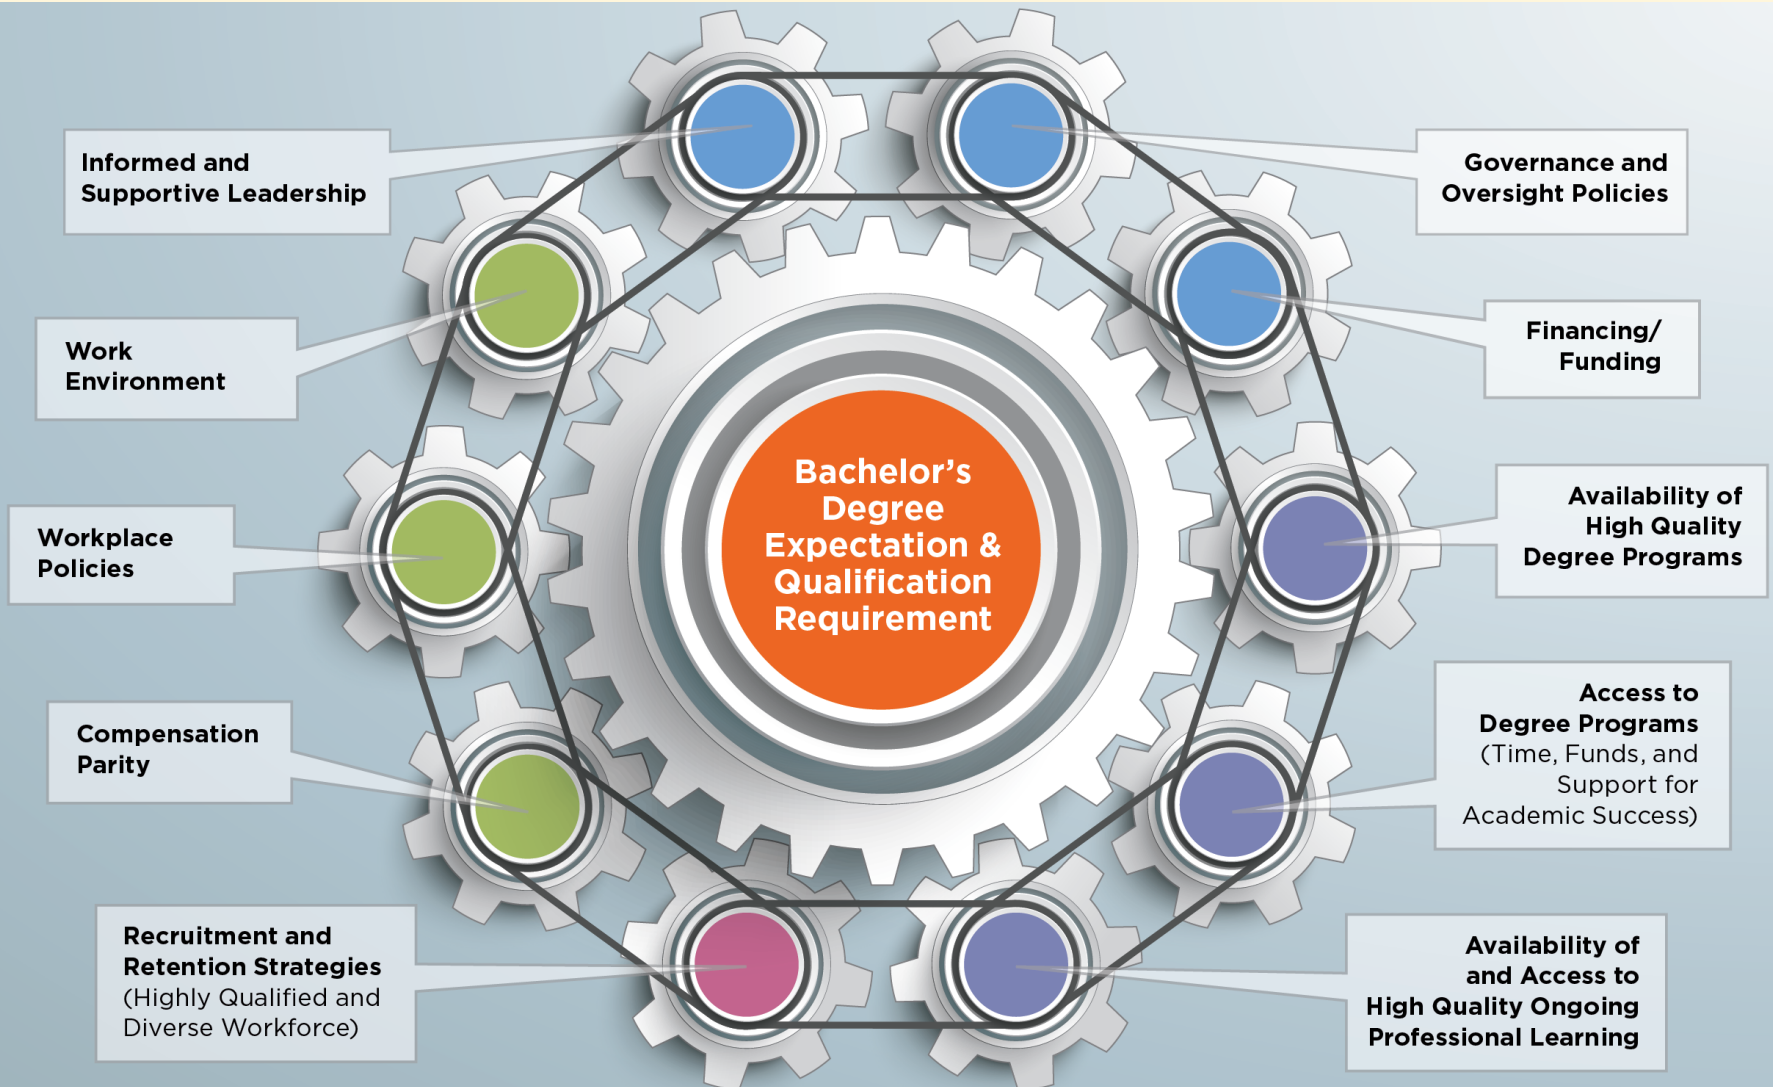 Informed and
Supportive Leadership
Governance and
Oversight Policies
Work
Environment
Financing/
Funding
Bachelor's
Degree
Expectation &
Qualification
Requirement
Workplace
Policies
Availability of
High Quality
Degree Programs
Compensation
Parity
Access to
Degree Programs
(Time, Funds, and
Support for
Academic Success)
Recruitment and
Retention Strategies
(Highly Qualified and
Diverse Workforce)
Availability of
and Access to
High Quality Ongoing
Professional Learning